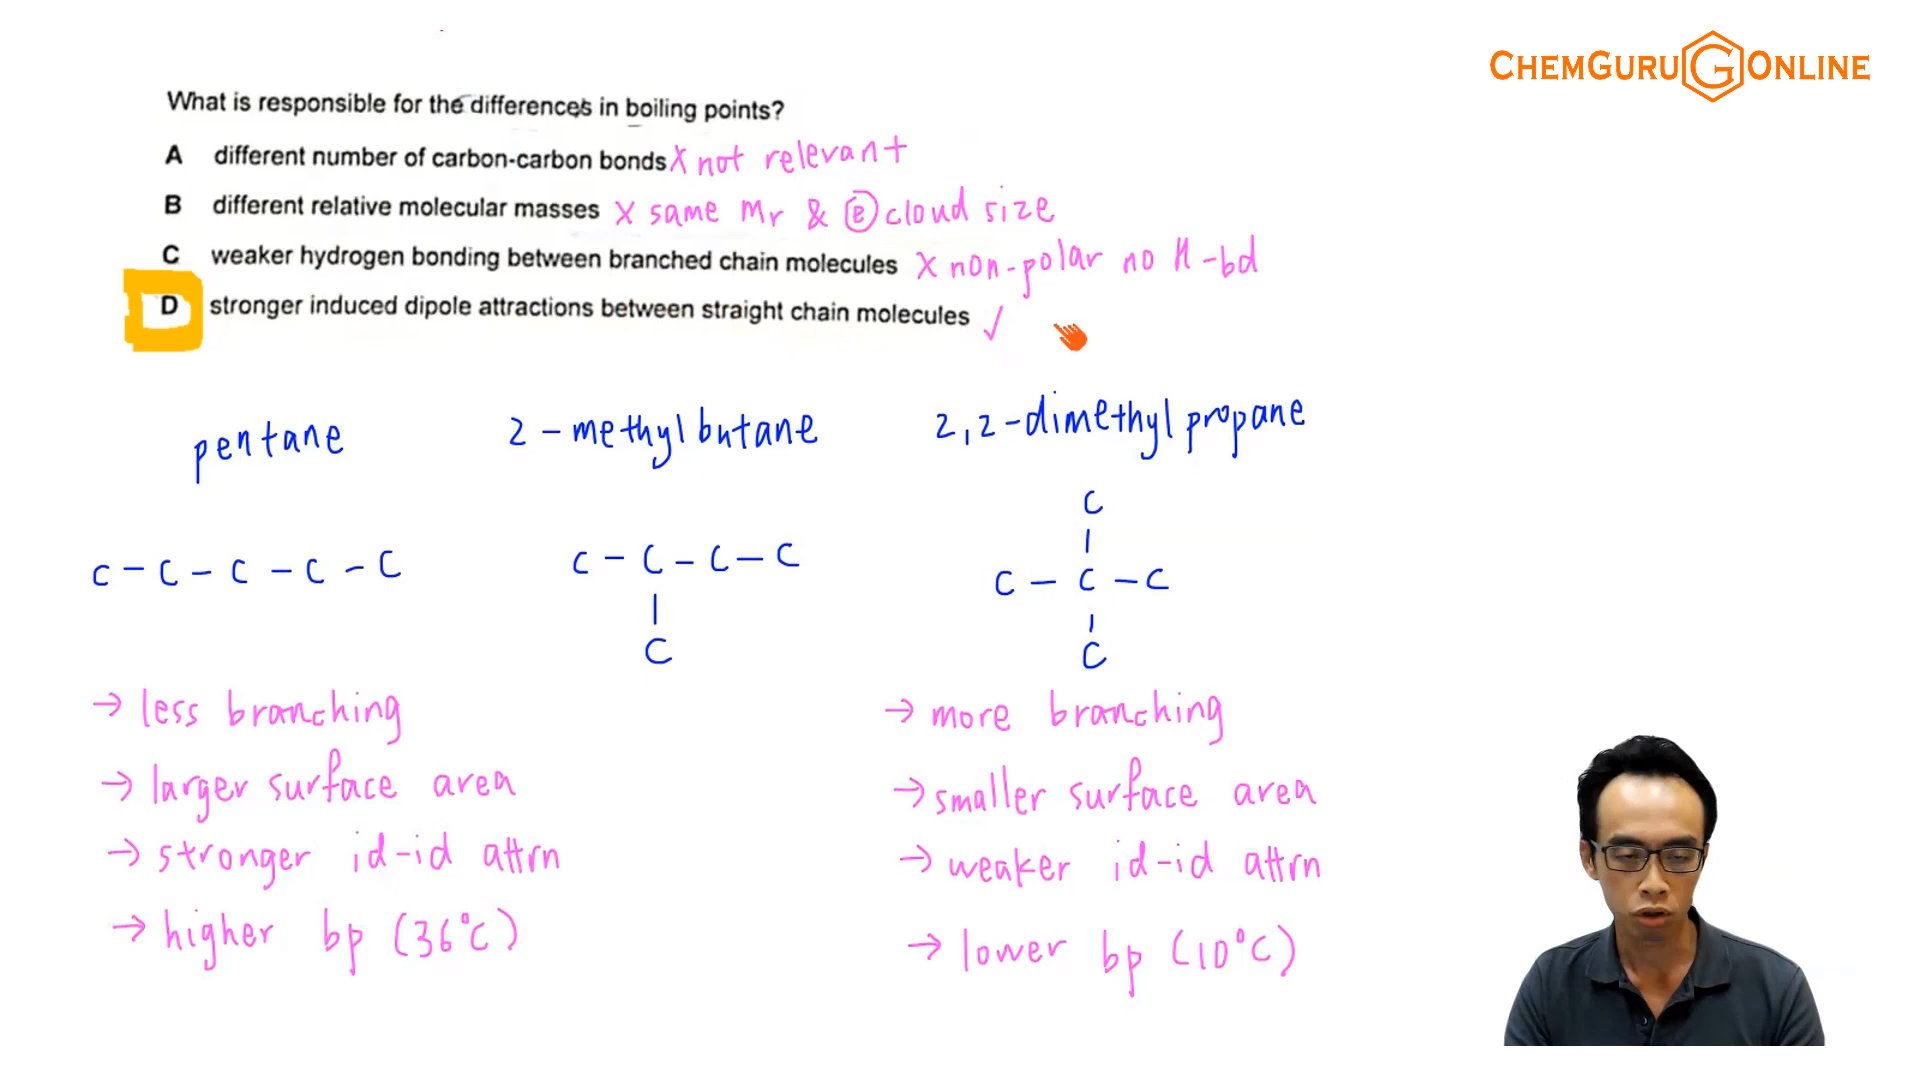 CHEMGURU G ONLINE
What is responsible for the differences in boiling points?
A different number of carbon-carbon bonds X not relevant
B different relative molecular masses X same Mr & ⓔ cloud size
C weaker hydrogen bonding between branched chain molecules X non-polar no H-bd
D stronger induced dipole attractions between straight chain molecules ✓
pentane 2-methylbutane 2,2-dimethylpropane
C
|
C - C - C - C - C C - C - C - C C - C - C
| |
C C
→ less branching → more branching
→ larger surface area → smaller surface area
→ stronger id-id attrn → weaker id-id attrn
→ higher bp (36°C) → lower bp (10°C)